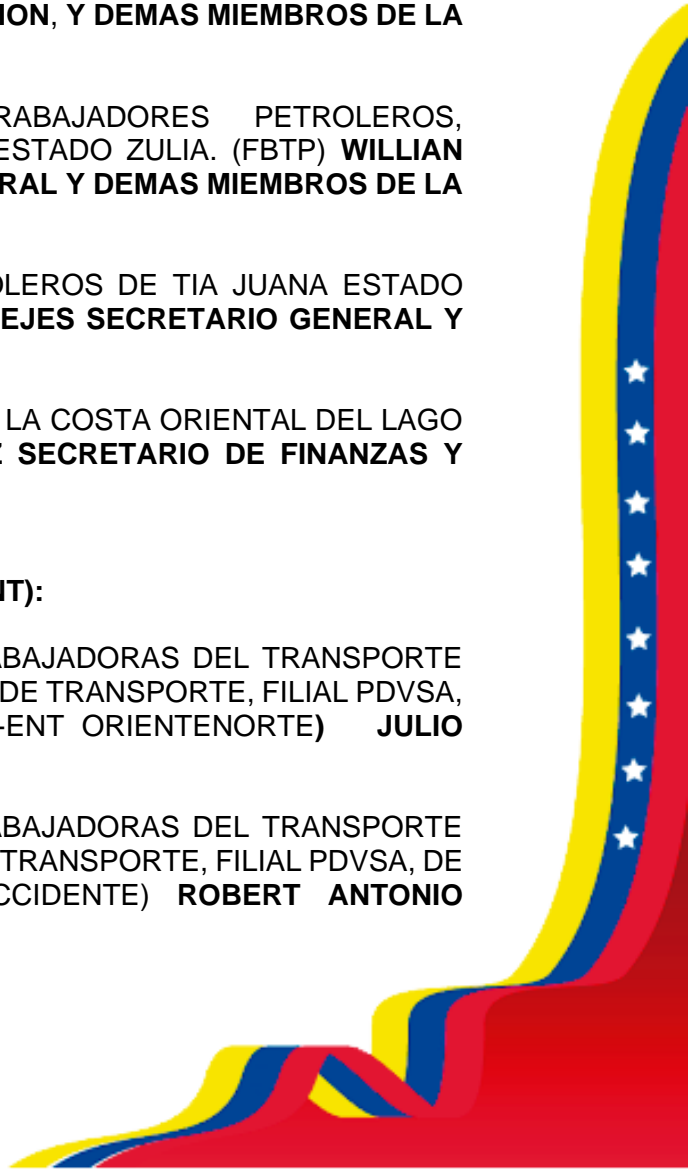 ION, Y DEMAS MIEMBROS DE LA
RABAJADORES PETROLEROS,
ESTADO ZULIA. (FBTP) WILLIAN
RAL Y DEMAS MIEMBROS DE LA
OLEROS DE TIA JUANA ESTADO
EJES SECRETARIO GENERAL Y
LA COSTA ORIENTAL DEL LAGO
Z SECRETARIO DE FINANZAS Y
NT):
ABAJADORAS DEL TRANSPORTE
DE TRANSPORTE, FILIAL PDVSA,
-ENT ORIENTENORTE) JULIO
ABAJADORAS DEL TRANSPORTE
TRANSPORTE, FILIAL PDVSA, DE
CCIDENTE) ROBERT ANTONIO